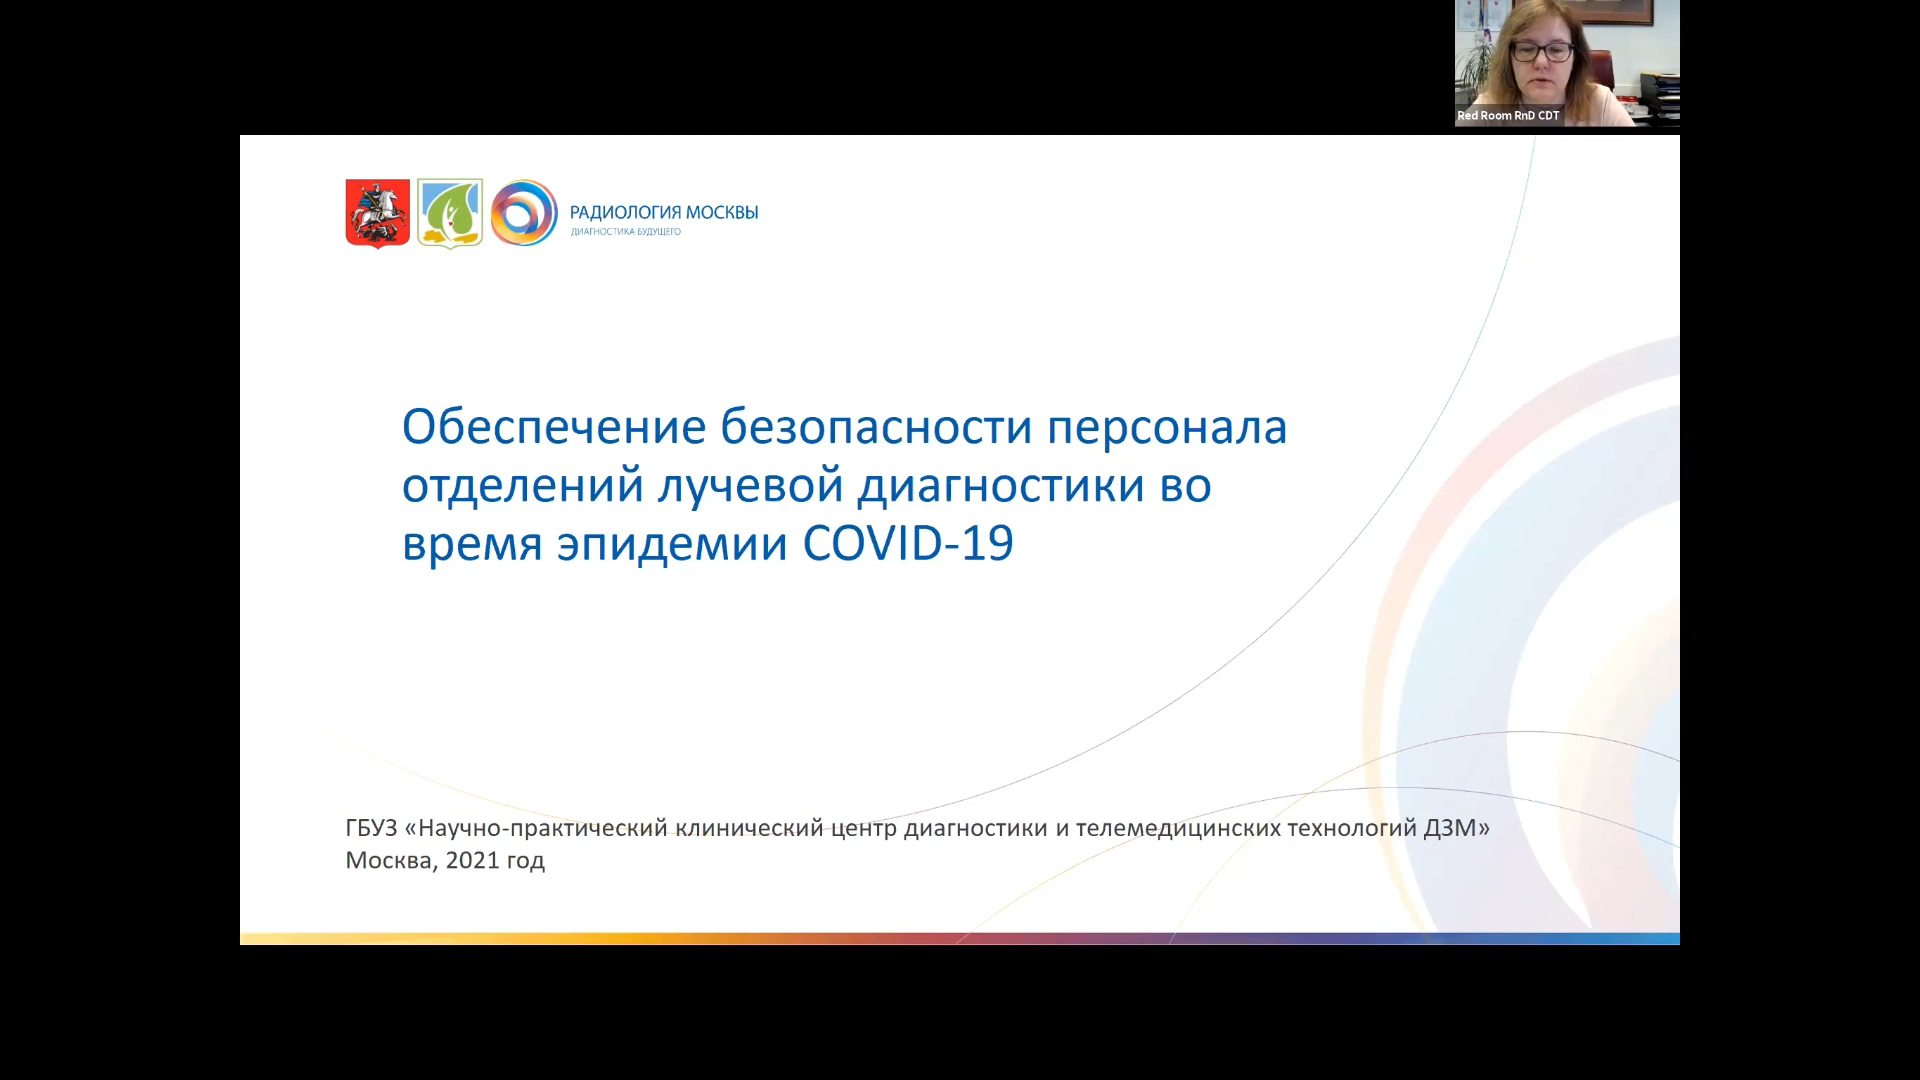 Red Room RnD CDT
РАДИОЛОГИЯ МОСКВЫ
ДИАГНОСТИКА БУДУЩЕГО
Обеспечение безопасности персонала
отделений лучевой диагностики во
время эпидемии COVID-19
ГБУЗ «Научно-практический клинический центр диагностики и телемедицинских технологий ДЗМ»
Москва, 2021 год